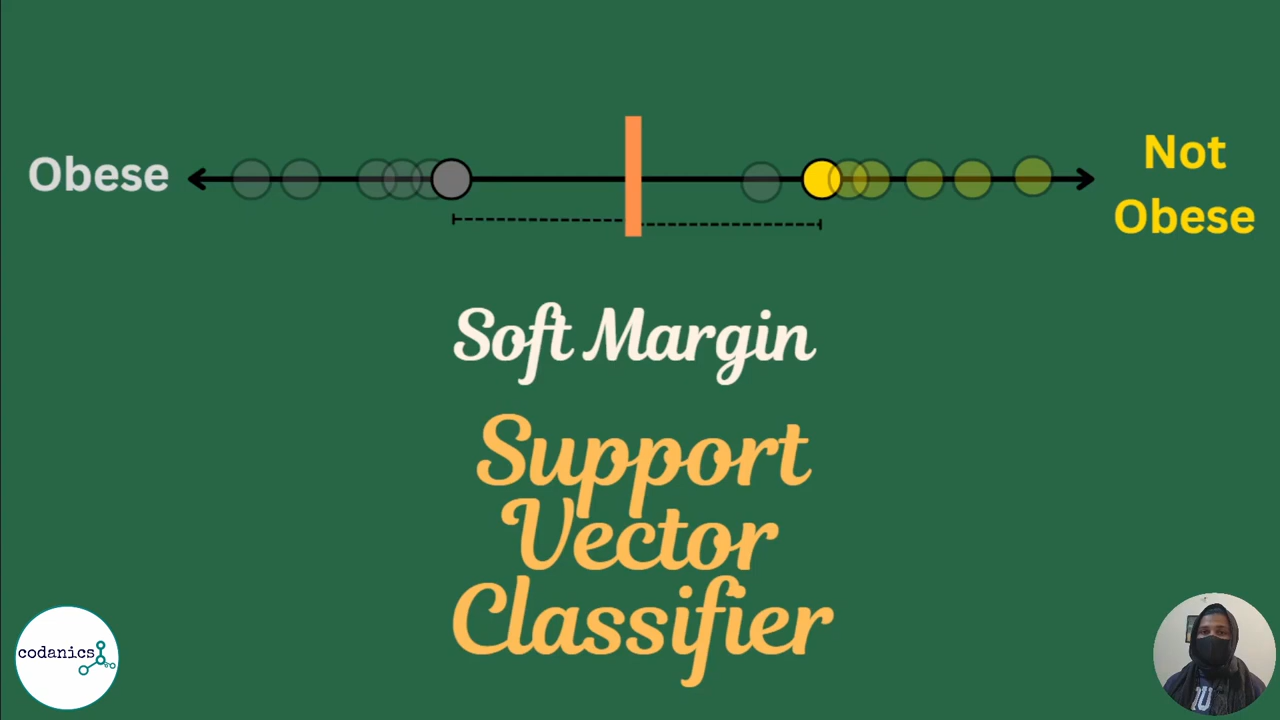 Obese
Not
Obese
Soft Margin
Support
Vector
Classifier
codanics